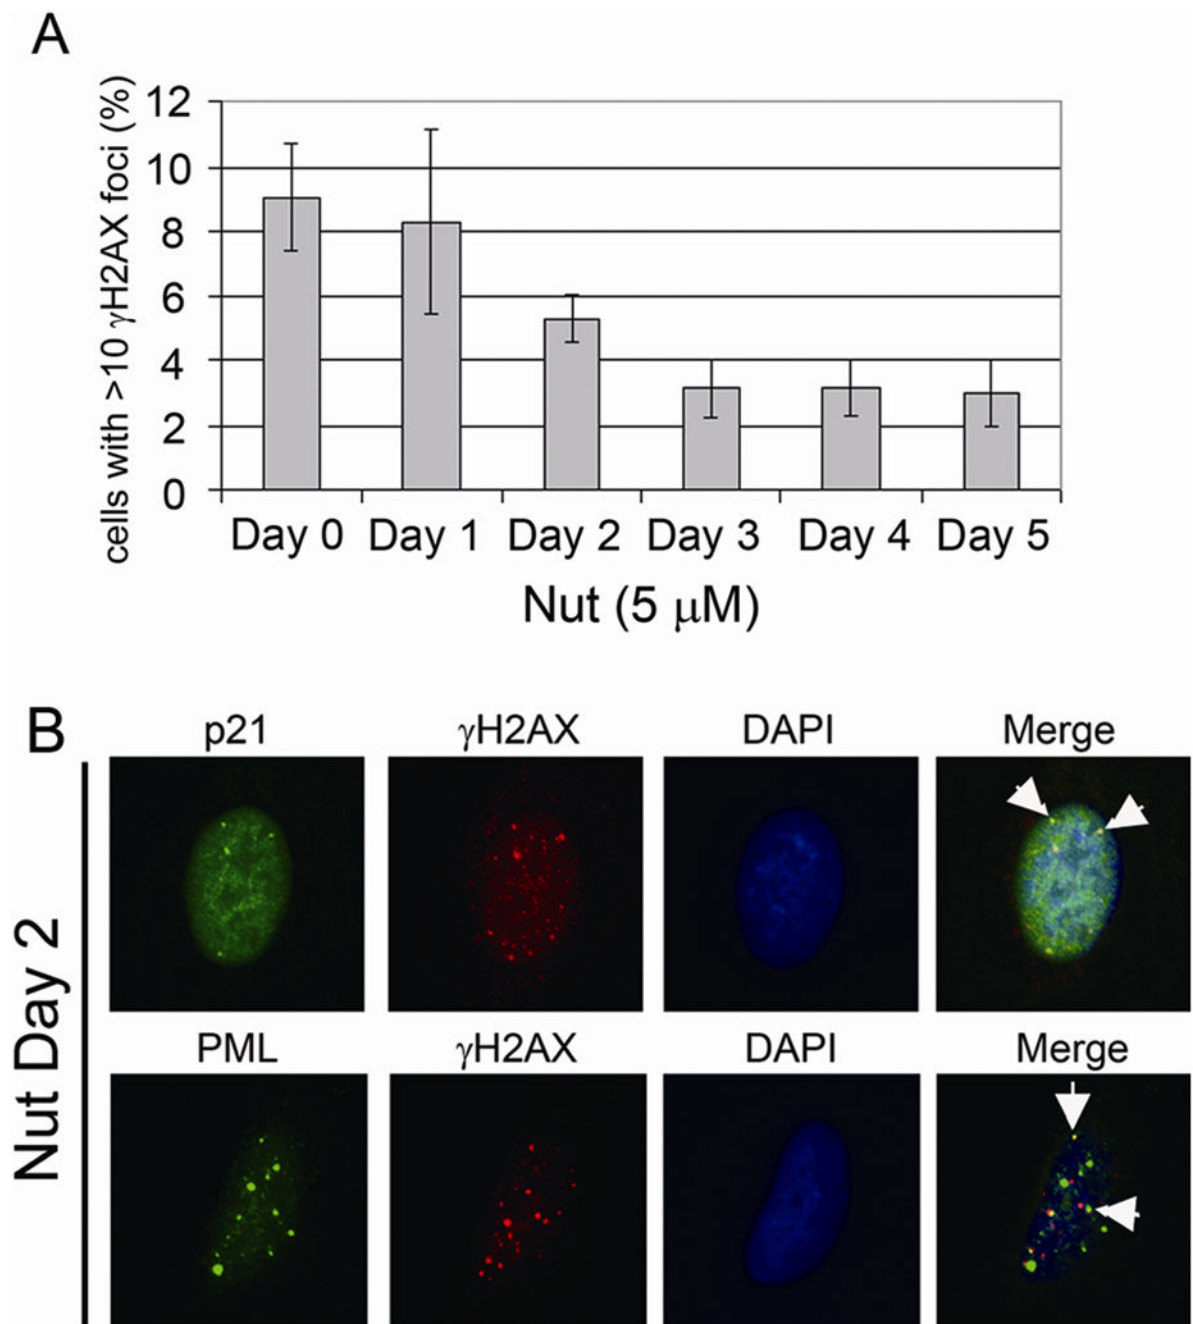 A
cells with >10 γH2AX foci (%)
12
10
8
6
4
2
0
Day 0 Day 1 Day 2 Day 3 Day 4 Day 5
Nut (5 μM)
B
p21 γH2AX DAPI Merge
Nut Day 2
PML γH2AX DAPI Merge